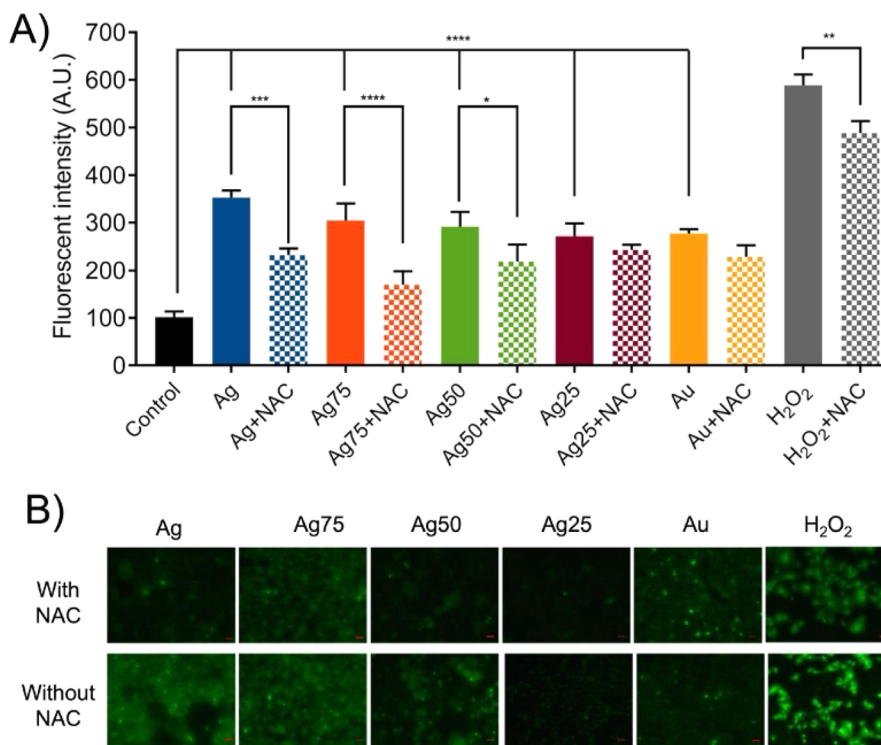 A)
Fluorescent intensity (A.U.)
700
600
500
400
300
200
100
0
****
***
****
*
**
Control
Ag
Ag+NAC
Ag75
Ag75+NAC
Ag50
Ag50+NAC
Ag25
Ag25+NAC
Au
Au+NAC
H₂O₂
H₂O₂+NAC
B)
Ag Ag75 Ag50 Ag25 Au H₂O₂
With
NAC
Without
NAC